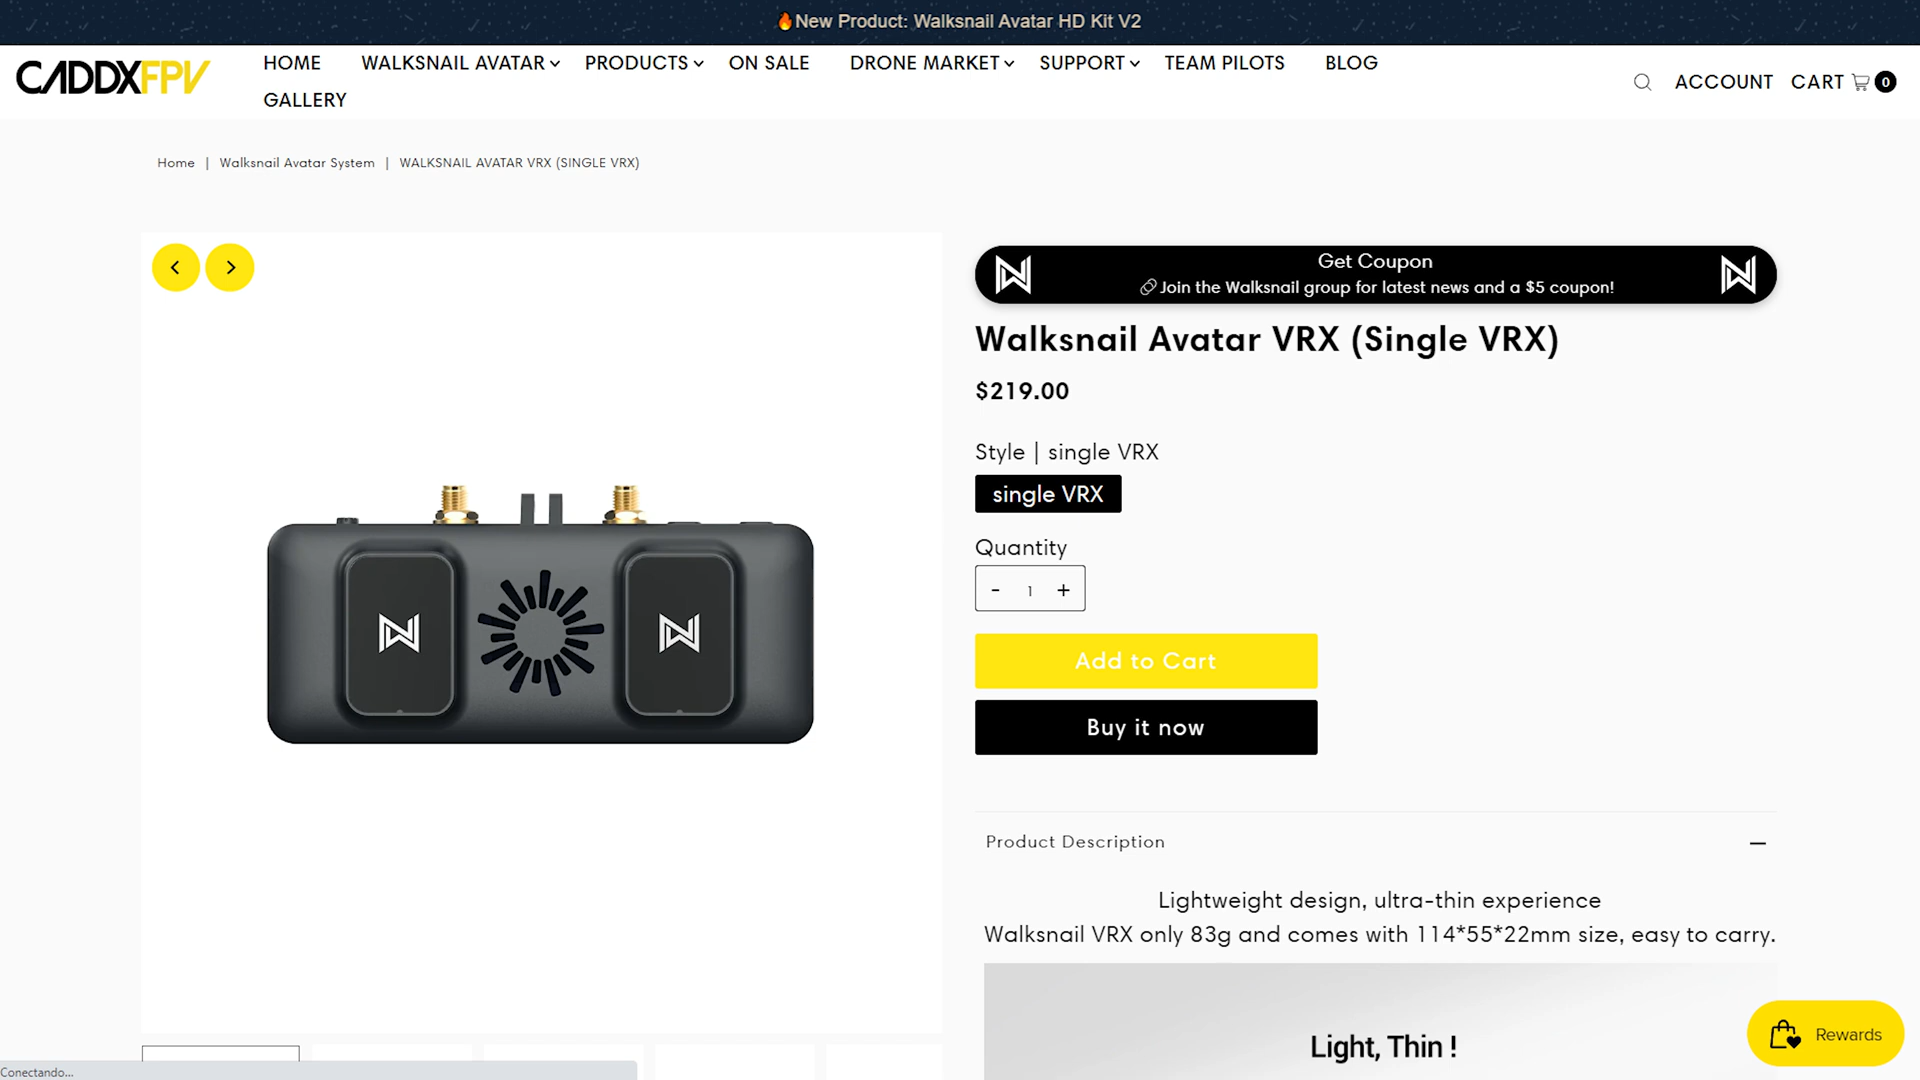 🔥New Product: Walksnail Avatar HD Kit V2
CADDXFPV
HOME
WALKSNAIL AVATAR
PRODUCTS
ON SALE
DRONE MARKET
SUPPORT
TEAM PILOTS
BLOG
GALLERY
ACCOUNT
CART
0
Home | Walksnail Avatar System | WALKSNAIL AVATAR VRX (SINGLE VRX)
Get Coupon
Join the Walksnail group for latest news and a $5 coupon!
Walksnail Avatar VRX (Single VRX)
$219.00
Style | single VRX
single VRX
Quantity
- 1 +
Add to Cart
Buy it now
Product Description
Lightweight design, ultra-thin experience
Walksnail VRX only 83g and comes with 114*55*22mm size, easy to carry.
Light, Thin !
Rewards
Conectando...